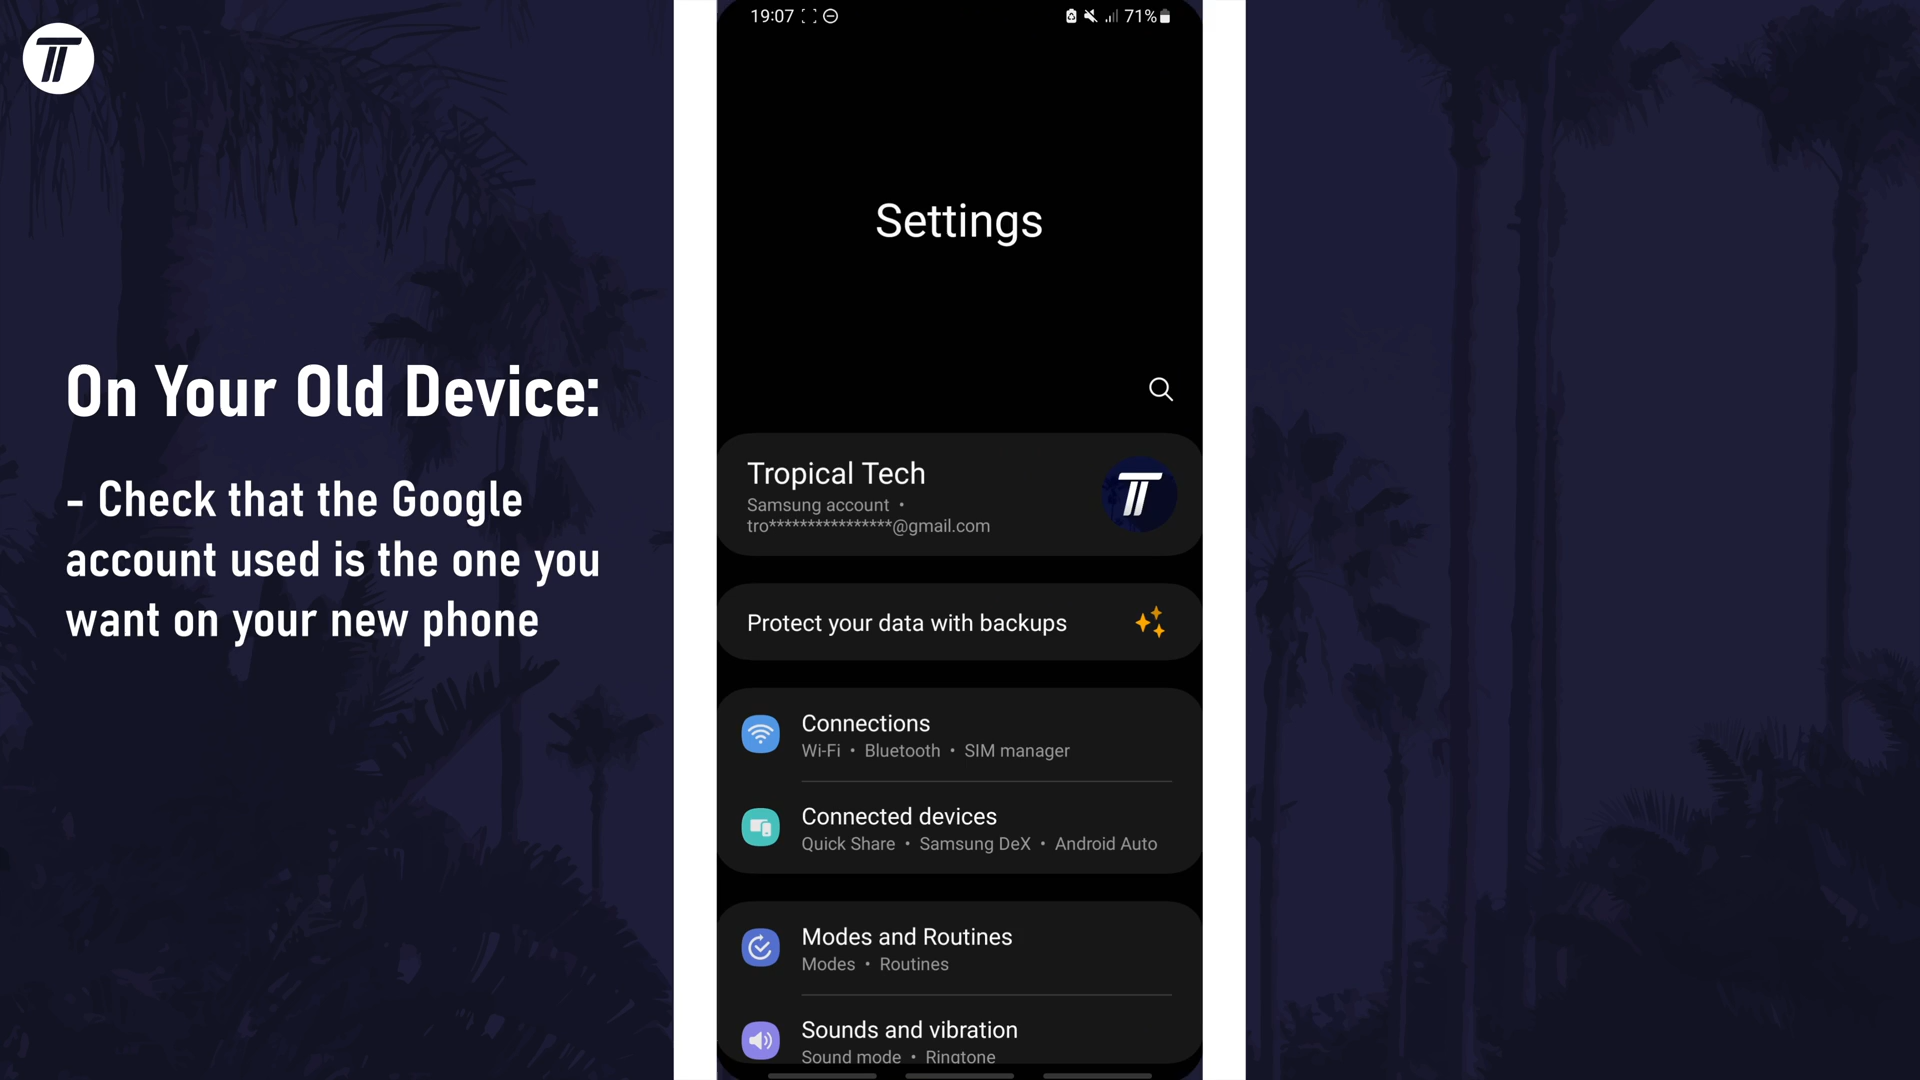 On Your Old Device:
- Check that the Google
account used is the one you
want on your new phone
19:07
71%
Settings
Tropical Tech
Samsung account •
tro****************@gmail.com
Protect your data with backups
Connections
Wi-Fi • Bluetooth • SIM manager
Connected devices
Quick Share • Samsung DeX • Android Auto
Modes and Routines
Modes • Routines
Sounds and vibration
Sound mode • Ringtone